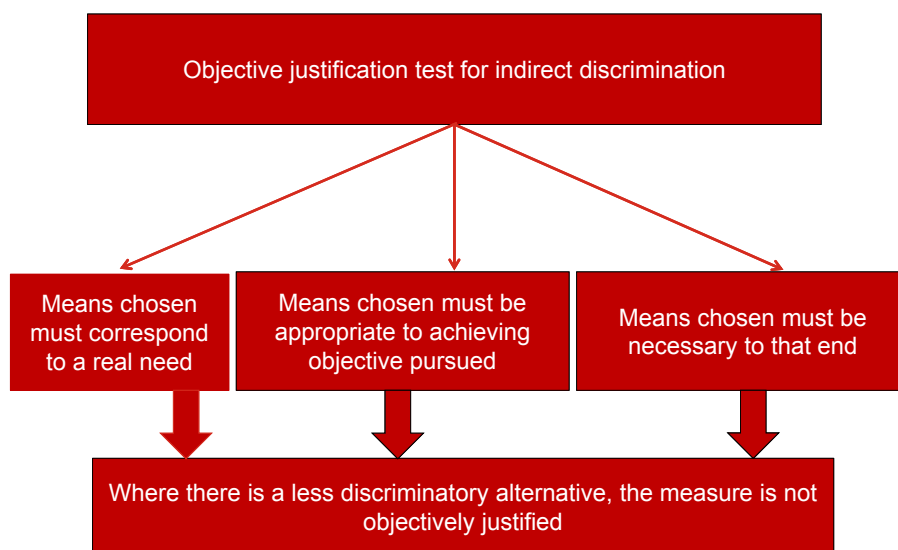 Objective justification test for indirect discrimination
Means chosen
must correspond
to a real need
Means chosen must be
appropriate to achieving
objective pursued
Means chosen must be
necessary to that end
Where there is a less discriminatory alternative, the measure is not
objectively justified